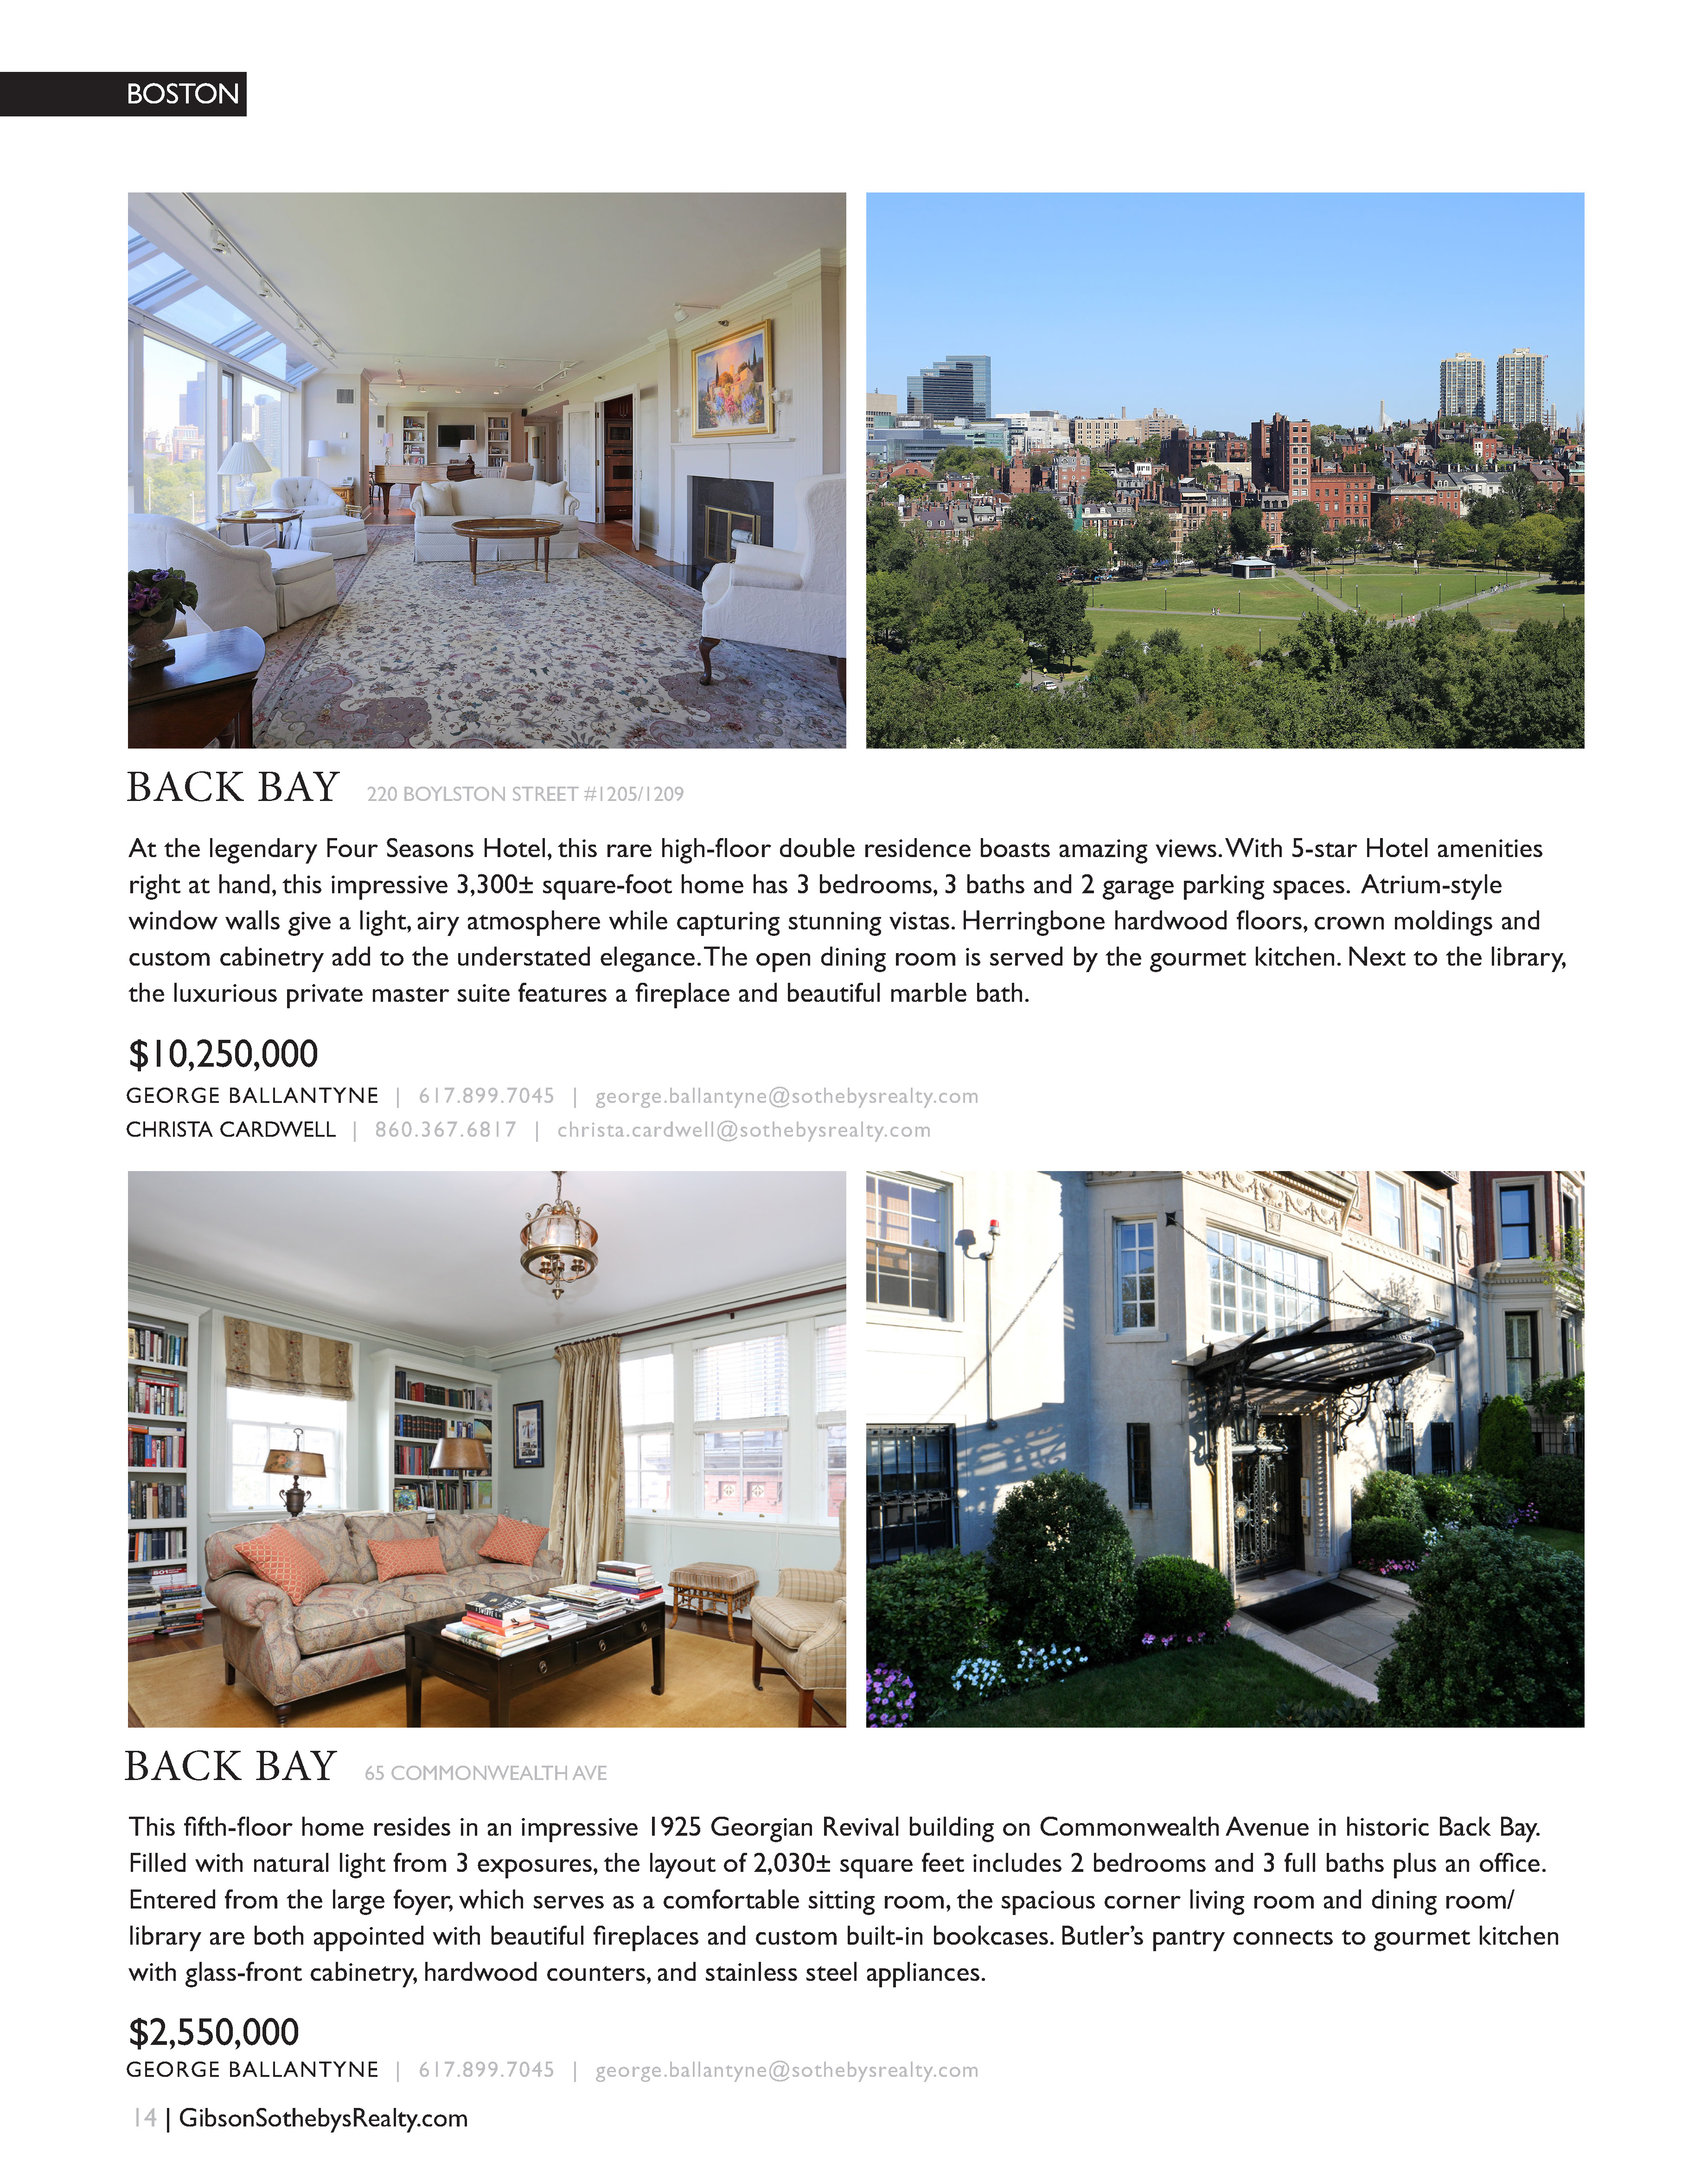 BOSTON
BACK BAY 220 BOYLSTON STREET #1205/1209
At the legendary Four Seasons Hotel, this rare high-floor double residence boasts amazing views. With 5-star Hotel amenities
right at hand, this impressive 3,300± square-foot home has 3 bedrooms, 3 baths and 2 garage parking spaces. Atrium-style
window walls give a light, airy atmosphere while capturing stunning vistas. Herringbone hardwood floors, crown moldings and
custom cabinetry add to the understated elegance. The open dining room is served by the gourmet kitchen. Next to the library,
the luxurious private master suite features a fireplace and beautiful marble bath.
$10,250,000
GEORGE BALLANTYNE | 617.899.7045 | george.ballantyne@sothebysrealty.com
CHRISTA CARDWELL | 860.367.6817 | christa.cardwell@sothebysrealty.com
BACK BAY 65 COMMONWEALTH AVE
This fifth-floor home resides in an impressive 1925 Georgian Revival building on Commonwealth Avenue in historic Back Bay.
Filled with natural light from 3 exposures, the layout of 2,030± square feet includes 2 bedrooms and 3 full baths plus an office.
Entered from the large foyer, which serves as a comfortable sitting room, the spacious corner living room and dining room/
library are both appointed with beautiful fireplaces and custom built-in bookcases. Butler’s pantry connects to gourmet kitchen
with glass-front cabinetry, hardwood counters, and stainless steel appliances.
$2,550,000
GEORGE BALLANTYNE | 617.899.7045 | george.ballantyne@sothebysrealty.com
14 | GibsonSothebysRealty.com